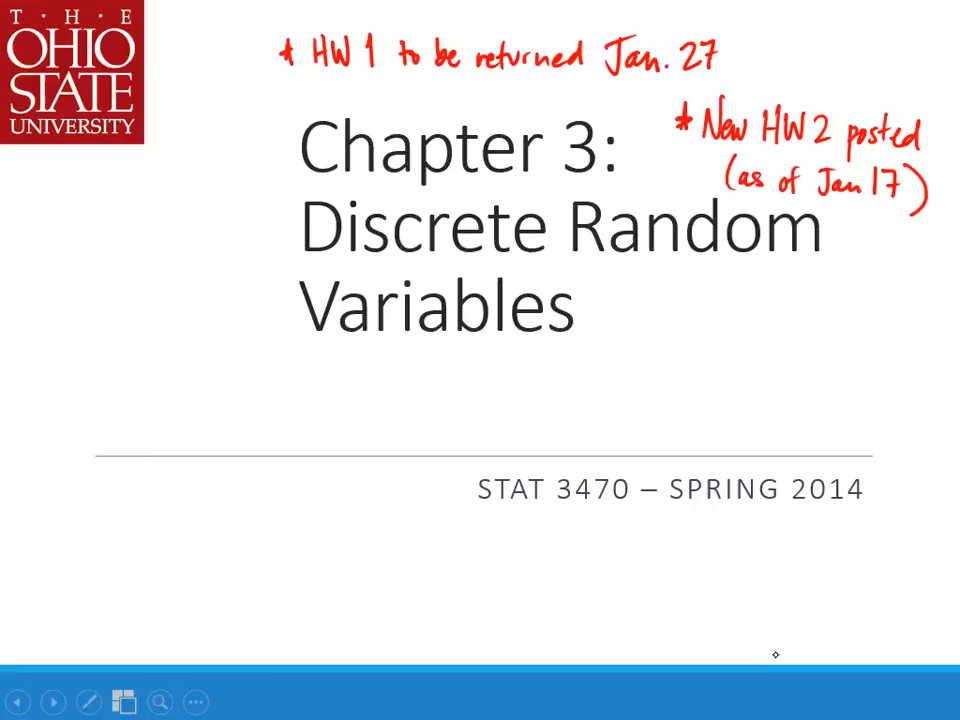 T · H · E
OHIO
STATE
UNIVERSITY
* HW 1 to be returned Jan. 27
* New HW 2 posted
(as of Jan 17)
Chapter 3:
Discrete Random
Variables
STAT 3470 – SPRING 2014